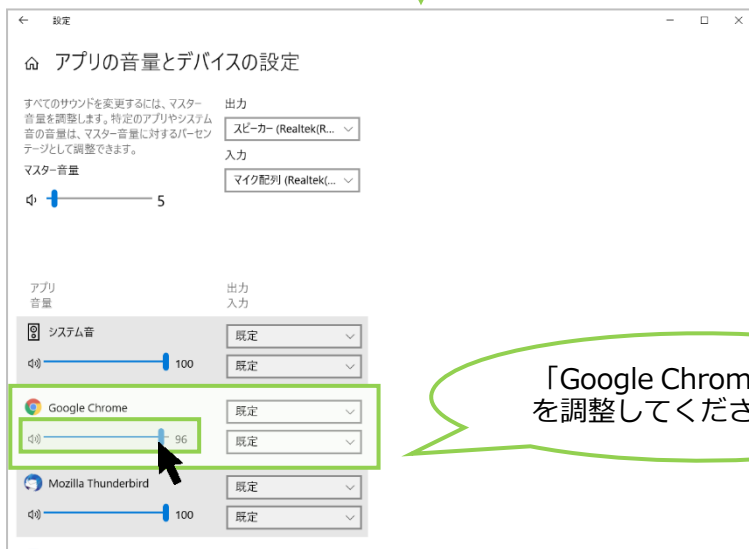 設定
アプリの音量とデバイスの設定
すべてのサウンドを変更するには、マスター
音量を調整します。特定のアプリやシステム
音の音量は、マスター音量に対するパーセン
テージとして調整できます。
マスター音量
5
出力
スピーカー (Realtek(R...
入力
マイク配列 (Realtek(...
アプリ
音量
出力
入力
システム音
既定
100
既定
Google Chrome
既定
96
既定
Mozilla Thunderbird
既定
100
既定
「Google Chrom
を調整してくださ